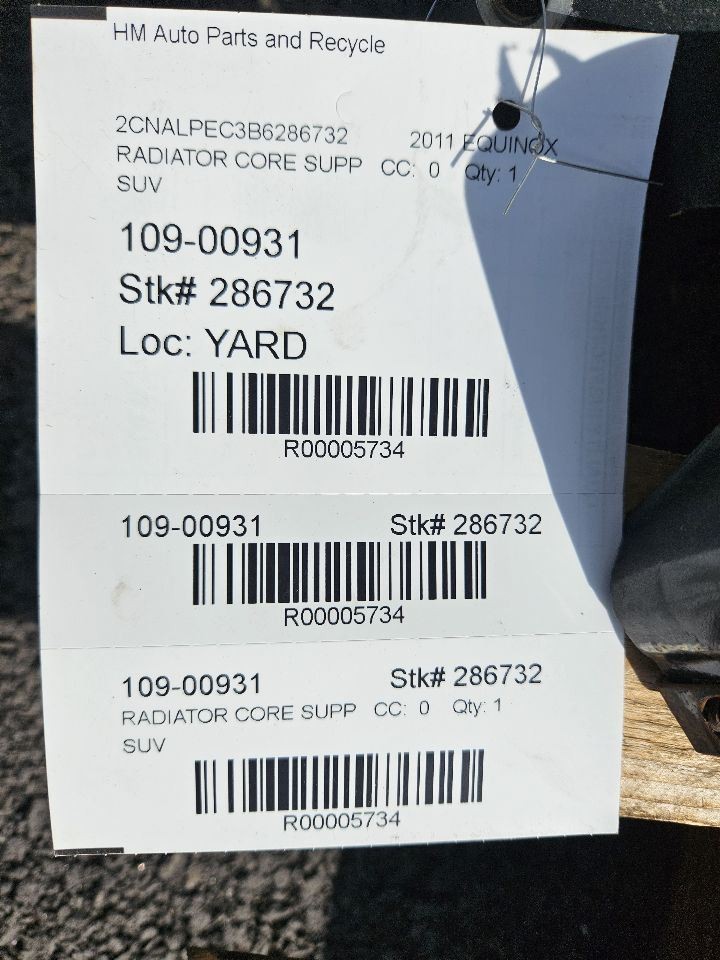 HM Auto Parts and Recycle
2CNALPEC3B6286732 2011 EQUINOX
RADIATOR CORE SUPP CC: 0 Qty: 1
SUV
109-00931
Stk# 286732
Loc: YARD
R00005734
109-00931 Stk# 286732
R00005734
109-00931 Stk# 286732
RADIATOR CORE SUPP CC: 0 Qty: 1
SUV
R00005734